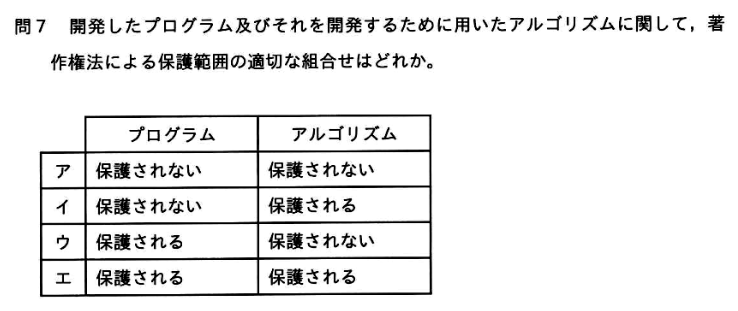 問７　開発したプログラム及びそれを開発するために用いたアルゴリズムに関して，著
作権法による保護範囲の適切な組合せはどれか。
プログラム　アルゴリズム
ア　保護されない　保護されない
イ　保護されない　保護される
ウ　保護される　保護されない
エ　保護される　保護される